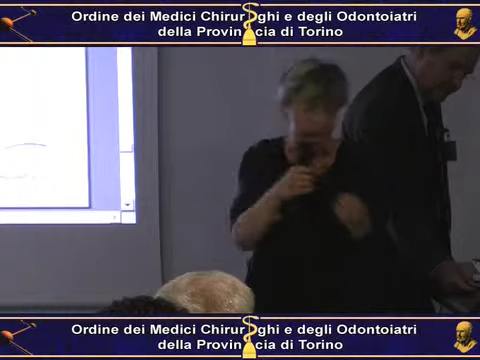 Ordine dei Medici Chirurghi e degli Odontoiatri
della Provincia di Torino
Ordine dei Medici Chirurghi e degli Odontoiatri
della Provincia di Torino